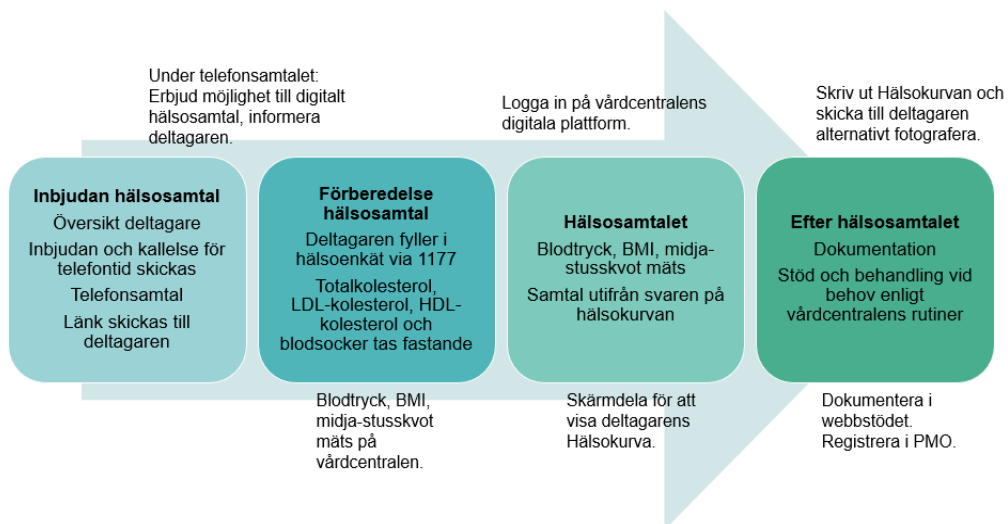 Under telefonsamtalet:
Erbjud möjlighet till digitalt
hälsosamtal, informera
deltagaren.
Logga in på vårdcentralens
digitala plattform.
Skriv ut Hälsokurvan och
skicka till deltagaren
alternativt fotografera.
Inbjudan hälsosamtal
Översikt deltagare
Inbjudan och kallelse för
telefontid skickas
Telefonsamtal
Länk skickas till
deltagaren
Förberedelse
hälsosamtal
Deltagaren fyller i
hälsoenkät via 1177
Totalkolesterol,
LDL-kolesterol, HDL-
kolesterol och
blodsocker tas fastande
Hälsosamtalet
Blodtryck, BMI, midja-
stusskvot mäts
Samtal utifrån svaren på
hälsokurvan
Efter hälsosamtalet
Dokumentation
Stöd och behandling vid
behov enligt
vårdcentralens rutiner
Blodtryck, BMI,
midja-stusskvot
mäts på
vårdcentralen.
Skärmdela för att
visa deltagarens
Hälsokurva.
Dokumentera i
webbstödet.
Registrera i PMO.